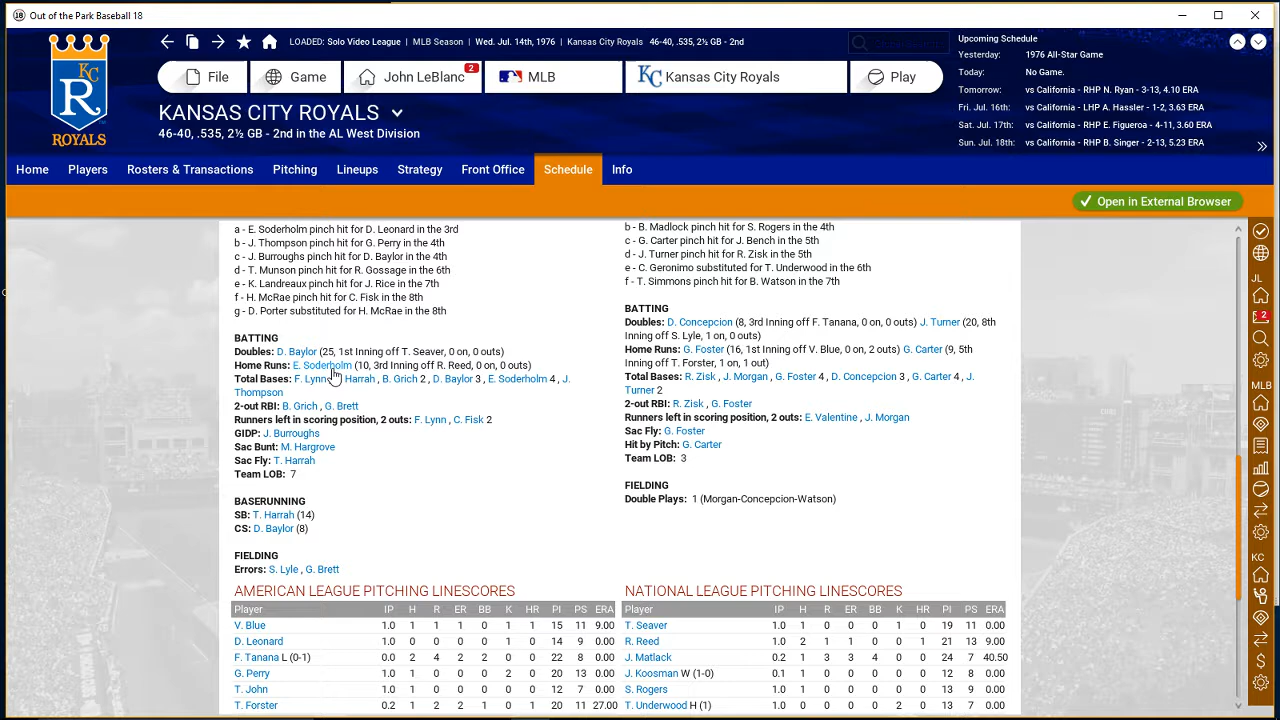 Out of the Park Baseball 18
LOADED: Solo Video League | MLB Season | Wed. Jul. 14th, 1976 | Kansas City Royals 46-40, .535, 2½ GB - 2nd
Upcoming Schedule
Yesterday: 1976 All-Star Game
Today: No Game.
Tomorrow: vs California - RHP N. Ryan - 3-13, 4.10 ERA
Fri. Jul. 16th: vs California - LHP A. Hassler - 1-2, 3.63 ERA
Sat. Jul. 17th: vs California - RHP E. Figueroa - 4-11, 3.60 ERA
Sun. Jul. 18th: vs California - RHP B. Singer - 2-13, 5.23 ERA
File Game John LeBlanc 2 MLB KC Kansas City Royals Play
KC R ROYALS
KANSAS CITY ROYALS
46-40, .535, 2½ GB - 2nd in the AL West Division
Home Players Rosters & Transactions Pitching Lineups Strategy Front Office Schedule Info
Open in External Browser
a - E. Soderholm pinch hit for D. Leonard in the 3rd
b - J. Thompson pinch hit for G. Perry in the 4th
c - J. Burroughs pinch hit for D. Baylor in the 4th
d - T. Munson pinch hit for R. Gossage in the 6th
e - K. Landreaux pinch hit for J. Rice in the 7th
f - H. McRae pinch hit for C. Fisk in the 8th
g - D. Porter substituted for H. McRae in the 8th
BATTING
Doubles: D. Baylor (25, 1st Inning off T. Seaver, 0 on, 0 outs)
Home Runs: E. Soderholm (10, 3rd Inning off R. Reed, 0 on, 0 outs)
Total Bases: F. Lynn Harrah , B. Grich 2 , D. Baylor 3 , E. Soderholm 4 , J.
Thompson
2-out RBI: B. Grich , G. Brett
Runners left in scoring position, 2 outs: F. Lynn , C. Fisk 2
GIDP: J. Burroughs
Sac Bunt: M. Hargrove
Sac Fly: T. Harrah
Team LOB: 7
BASERUNNING
SB: T. Harrah (14)
CS: D. Baylor (8)
FIELDING
Errors: S. Lyle , G. Brett
b - B. Madlock pinch hit for S. Rogers in the 4th
c - G. Carter pinch hit for J. Bench in the 5th
d - J. Turner pinch hit for R. Zisk in the 5th
e - C. Geronimo substituted for T. Underwood in the 6th
f - T. Simmons pinch hit for B. Watson in the 7th
BATTING
Doubles: D. Concepcion (8, 3rd Inning off F. Tanana, 0 on, 0 outs) J. Turner (20, 8th
Inning off S. Lyle, 1 on, 0 outs)
Home Runs: G. Foster (16, 1st Inning off V. Blue, 0 on, 2 outs) G. Carter (9, 5th
Inning off T. Forster, 1 on, 1 out)
Total Bases: R. Zisk , J. Morgan , G. Foster 4 , D. Concepcion 3 , G. Carter 4 , J.
Turner 2
2-out RBI: R. Zisk , G. Foster
Runners left in scoring position, 2 outs: E. Valentine , J. Morgan
Sac Fly: G. Foster
Hit by Pitch: G. Carter
Team LOB: 3
FIELDING
Double Plays: 1 (Morgan-Concepcion-Watson)
AMERICAN LEAGUE PITCHING LINESCORES
Player IP H R ER BB K HR PI PS ERA
V. Blue 1.0 1 1 1 0 1 1 15 11 9.00
D. Leonard 1.0 0 0 0 0 1 0 14 9 0.00
F. Tanana L (0-1) 0.0 2 4 2 2 0 0 22 8 0.00
G. Perry 1.0 1 0 0 0 2 0 20 13 0.00
T. John 1.0 1 0 0 0 0 0 12 7 0.00
T. Forster 0.2 1 2 2 1 0 1 20 11 27.00
NATIONAL LEAGUE PITCHING LINESCORES
Player IP H R ER BB K HR PI PS ERA
T. Seaver 1.0 1 0 0 0 1 0 19 11 0.00
R. Reed 1.0 2 1 1 0 0 1 21 13 9.00
J. Matlack 0.2 1 3 3 4 0 0 24 7 40.50
J. Koosman W (1-0) 0.1 1 0 0 0 0 0 12 8 0.00
S. Rogers 1.0 1 0 0 0 0 0 13 9 0.00
T. Underwood H (1) 1.0 0 0 0 0 2 0 13 7 0.00
JL
2
MLB
KC